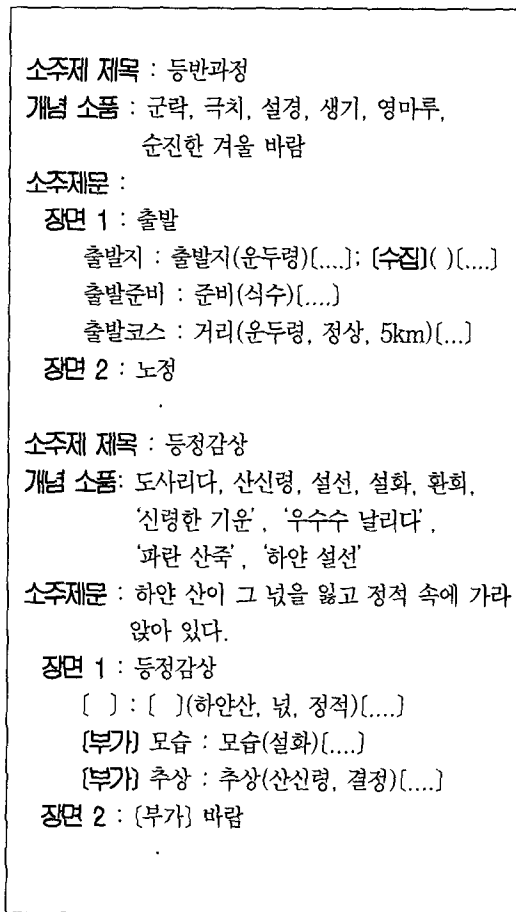 소주제 제목 : 등반과정
개념 소품 : 군락, 극치, 설경, 생기, 영마루,
순진한 겨울 바람
소주제문 :
장면 1 : 출발
출발지 : 출발지(운두령)[....]; [수집]( )[....]
출발준비 : 준비(식수)[....]
출발코스 : 거리(운두령, 정상, 5km)[...]
장면 2 : 노정
.
소주제 제목 : 등정감상
개념 소품: 도사리다, 산신령, 설선, 설화, 환희,
'신령한 기운', '우수수 날리다',
'파란 산죽', '하얀 설선'
소주제문 : 하얀 산이 그 넋을 잃고 정적 속에 가라
앉아 있다.
장면 1 : 등정감상
[ ] : [ ](하얀산, 넋, 정적)[....]
[부가] 모습 : 모습(설화)[....]
[부가] 추상 : 추상(산신령, 결정)[....]
장면 2 : {부가} 바람
.